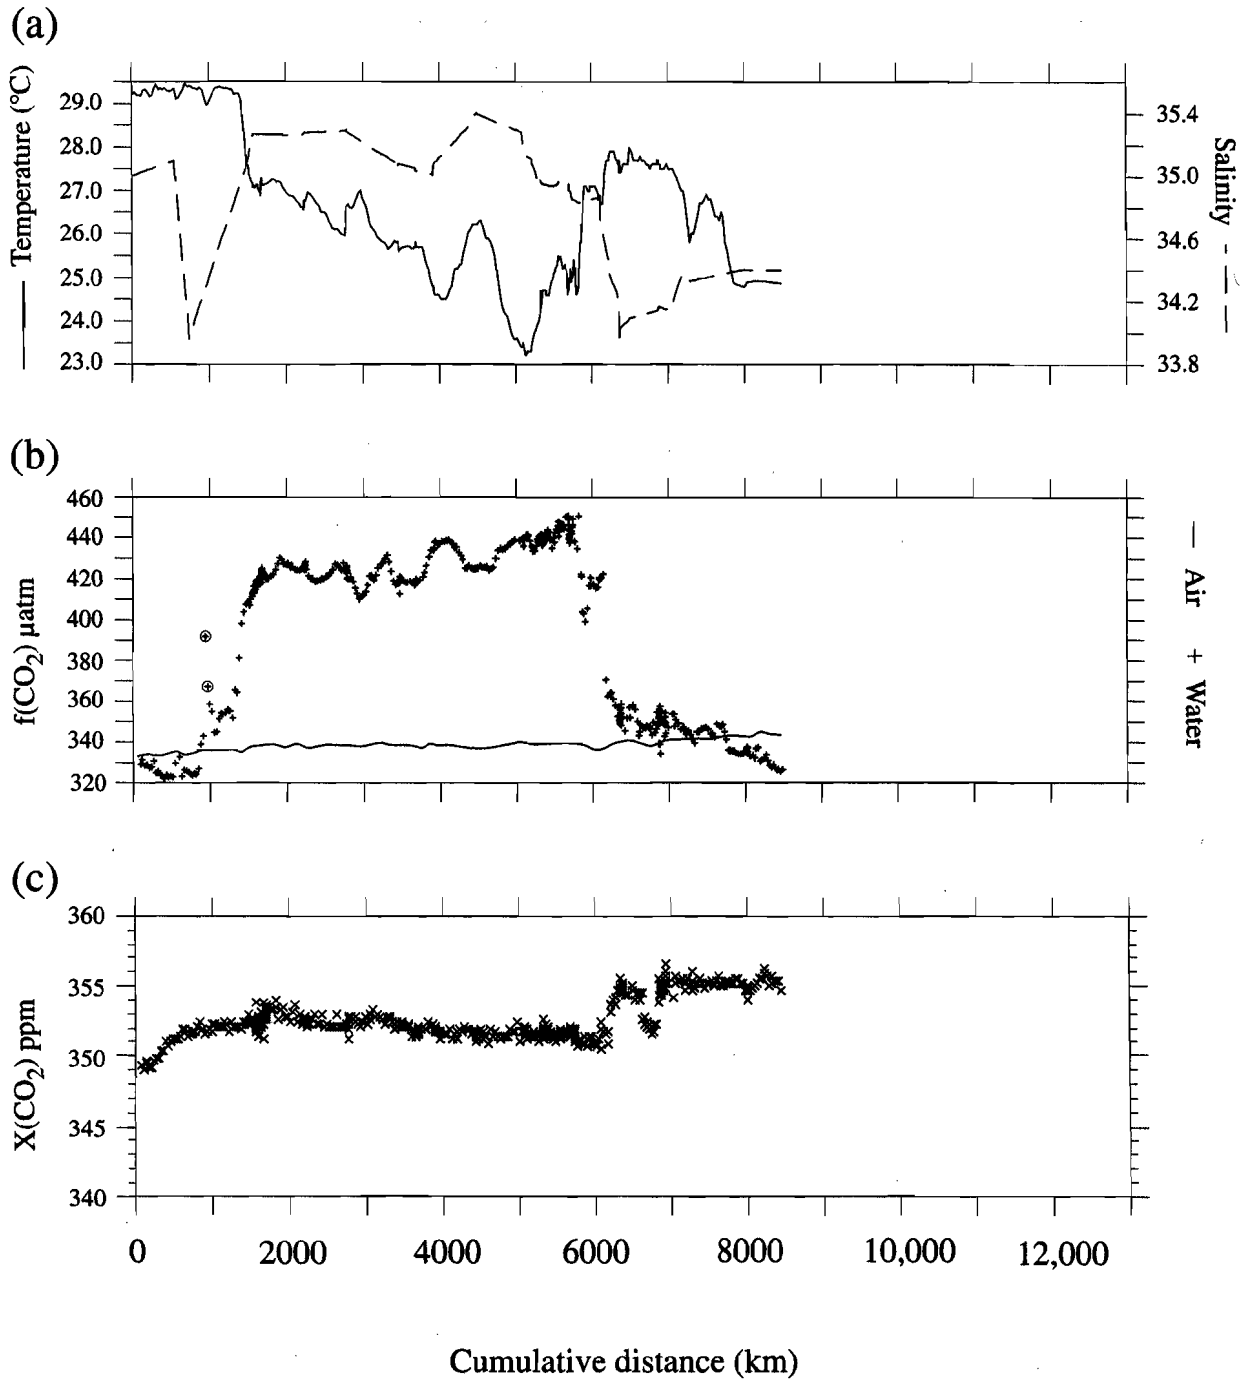 (a)
29.0
28.0
27.0
26.0
25.0
24.0
23.0
Temperature (°C)
35.4
35.0
34.6
34.2
33.8
Salinity
(b)
460
440
420
400
380
360
340
320
f(CO2) µatm
Air + Water
(c)
360
355
350
345
340
X(CO2) ppm
0 2000 4000 6000 8000 10,000 12,000
Cumulative distance (km)